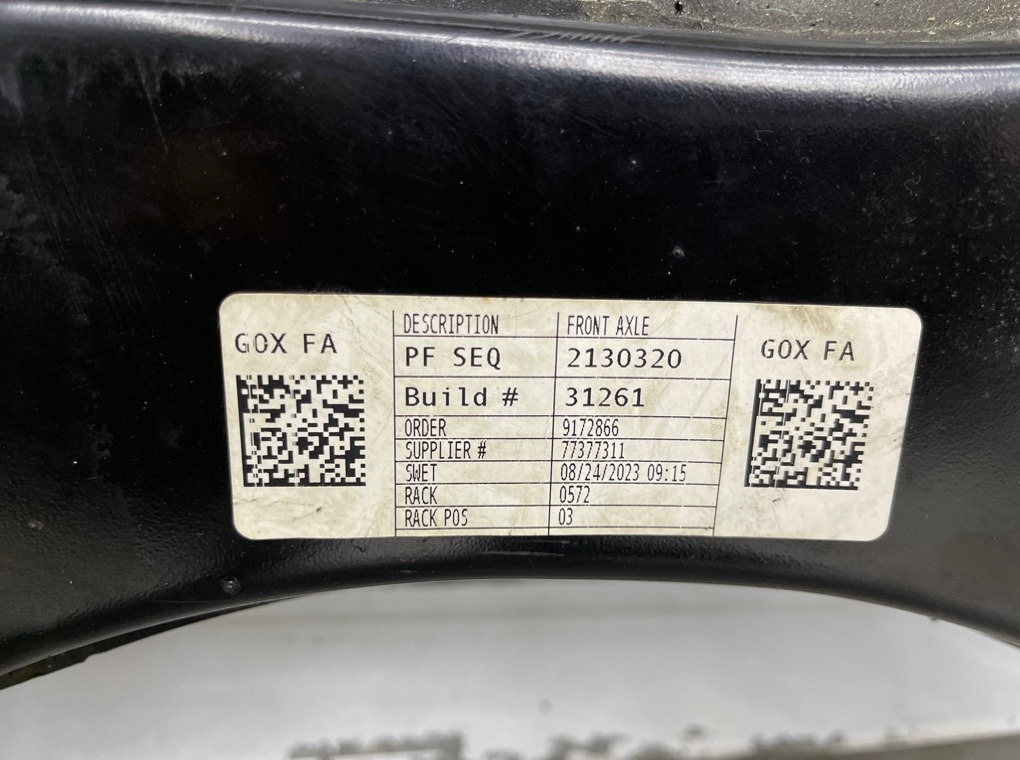 GOX FA
DESCRIPTION FRONT AXLE
PF SEQ 2130320
Build # 31261
ORDER 9172866
SUPPLIER # 77377311
SWET 08/24/2023 09:15
RACK 0572
RACK POS 03
GOX FA